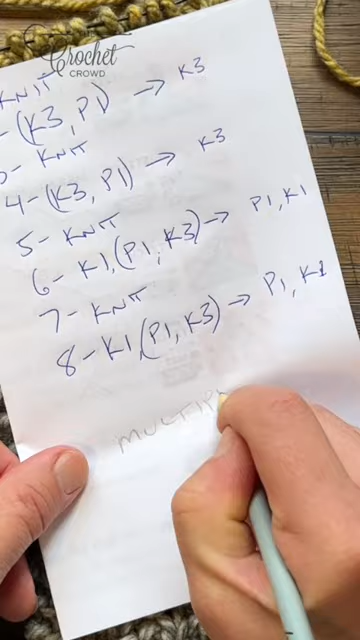 Crochet
CROWD
KNIT
-(K3, P1) → K3
- KNIT
4-(K3, P1) → K3
5- KNIT
6- K1, (P1, K3) → P1, K1
7- KNIT
8- K1, (P1, K3) → P1, K1
MULTIP